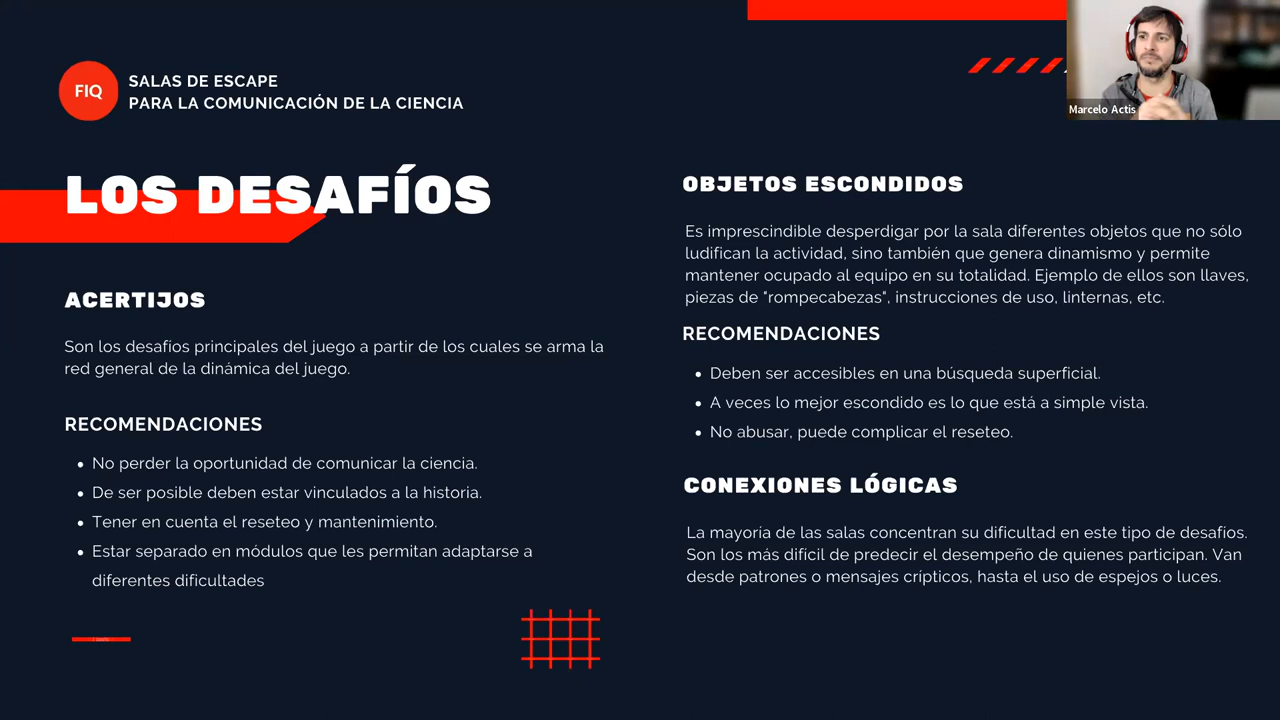 FIQ
SALAS DE ESCAPE
PARA LA COMUNICACIÓN DE LA CIENCIA
LOS DESAFÍOS
ACERTIJOS
Son los desafíos principales del juego a partir de los cuales se arma la
red general de la dinámica del juego.
RECOMENDACIONES
• No perder la oportunidad de comunicar la ciencia.
• De ser posible deben estar vinculados a la historia.
• Tener en cuenta el reseteo y mantenimiento.
• Estar separado en módulos que les permitan adaptarse a
diferentes dificultades
OBJETOS ESCONDIDOS
Es imprescindible desperdigar por la sala diferentes objetos que no sólo
ludifican la actividad, sino también que genera dinamismo y permite
mantener ocupado al equipo en su totalidad. Ejemplo de ellos son llaves,
piezas de "rompecabezas", instrucciones de uso, linternas, etc.
RECOMENDACIONES
• Deben ser accesibles en una búsqueda superficial.
• A veces lo mejor escondido es lo que está a simple vista.
• No abusar, puede complicar el reseteo.
CONEXIONES LÓGICAS
La mayoría de las salas concentran su dificultad en este tipo de desafíos.
Son los más difícil de predecir el desempeño de quienes participan. Van
desde patrones o mensajes crípticos, hasta el uso de espejos o luces.
Marcelo Actis